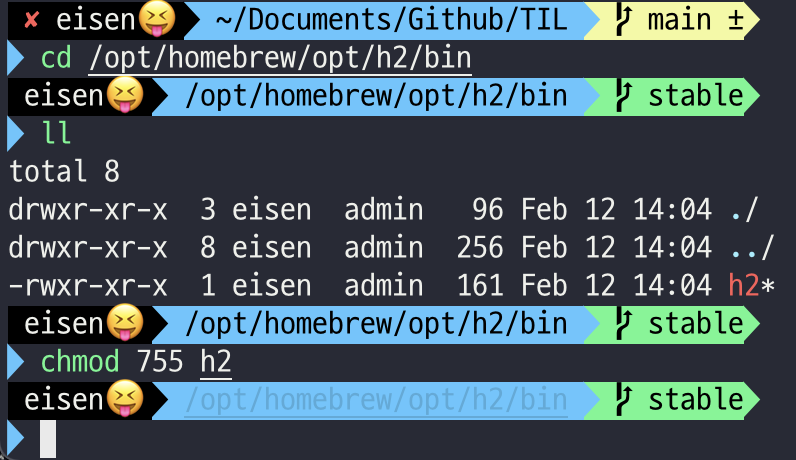 ✘ eisen😝 ~/Documents/Github/TIL main ±
cd /opt/homebrew/opt/h2/bin
eisen😝 /opt/homebrew/opt/h2/bin stable
ll
total 8
drwxr-xr-x 3 eisen admin 96 Feb 12 14:04 ./
drwxr-xr-x 8 eisen admin 256 Feb 12 14:04 ../
-rwxr-xr-x 1 eisen admin 161 Feb 12 14:04 h2*
eisen😝 /opt/homebrew/opt/h2/bin stable
chmod 755 h2
eisen😝 /opt/homebrew/opt/h2/bin stable